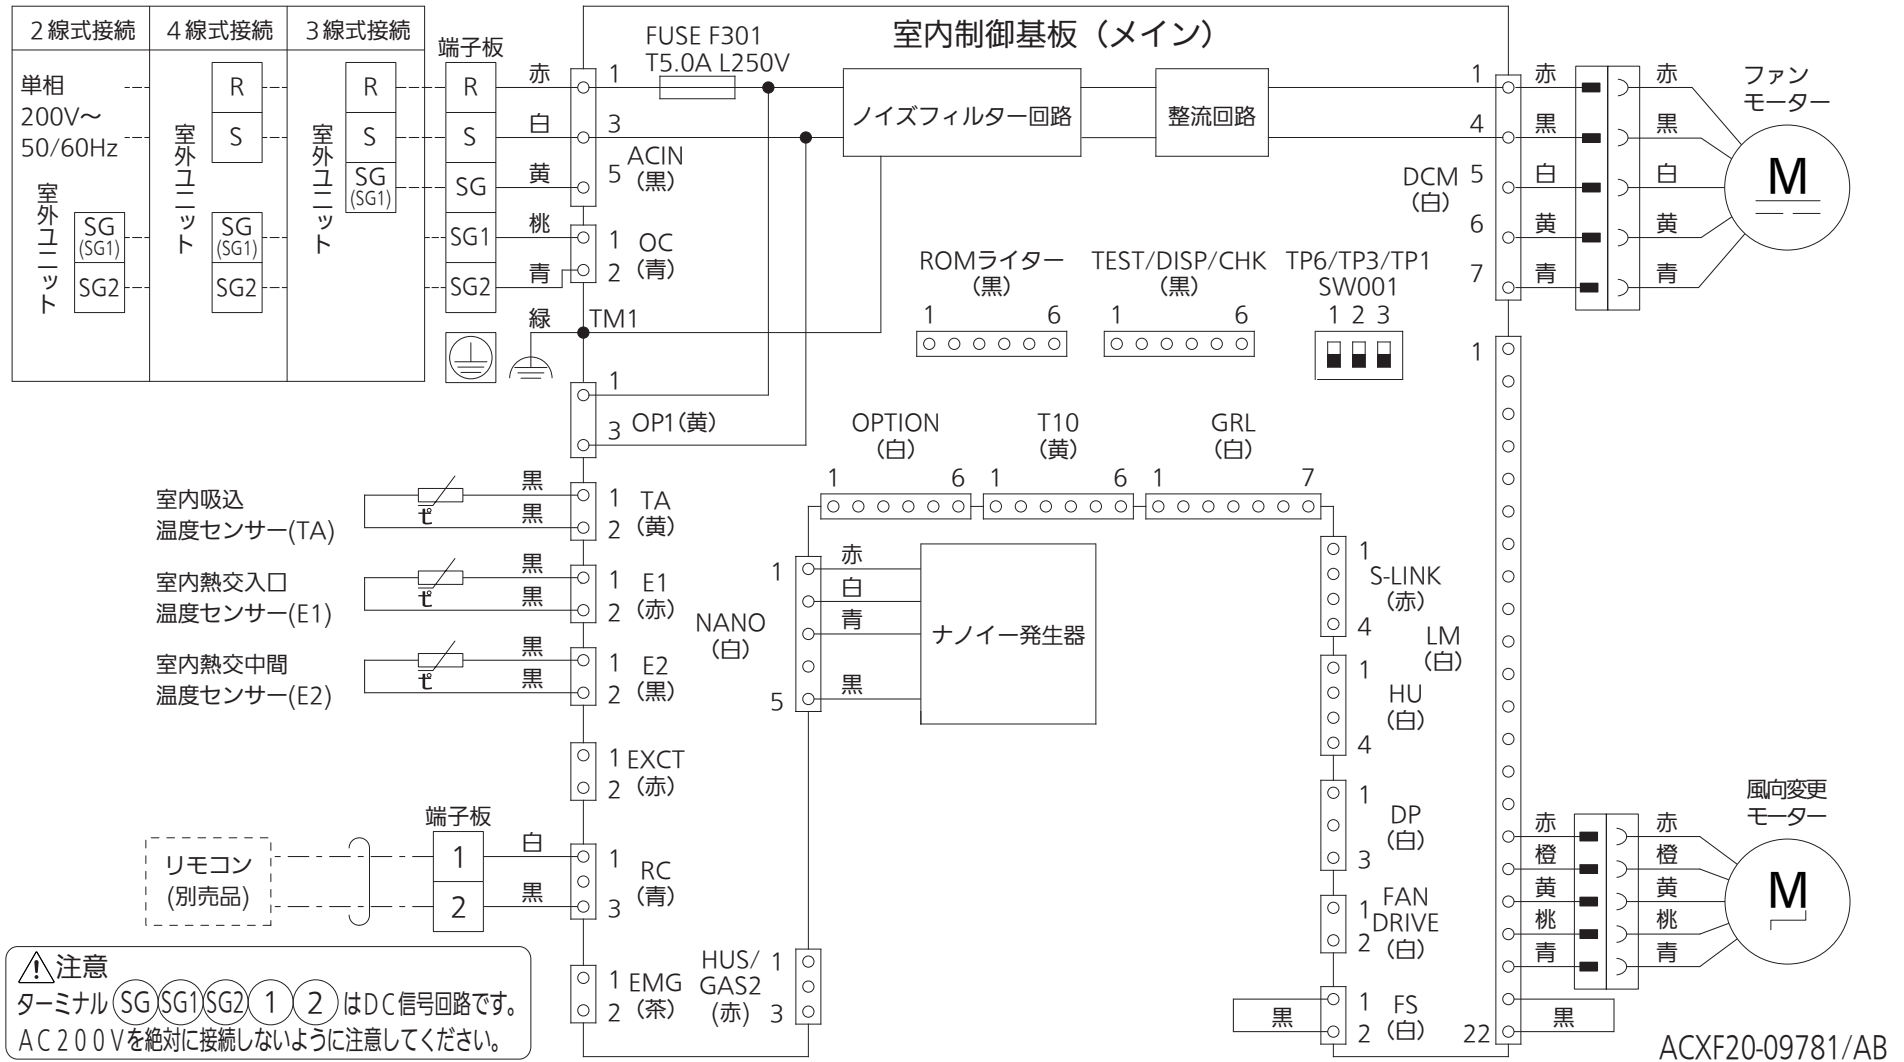 2線式接続
4線式接続
3線式接続
単相
200V～
50/60Hz
室外ユニット
SG
(SG1)
SG2
室外ユニット
R
S
SG
(SG1)
SG2
室外ユニット
R
S
SG
(SG1)
端子板
R
S
SG
SG1
SG2
赤
白
黄
桃
青
緑
室内制御基板（メイン）
FUSE F301
T5.0A L250V
1
3
5
ACIN
(黒)
1
2
OC
(青)
TM1
1
3
OP1(黄)
ノイズフィルター回路
整流回路
1
4
5
6
7
DCM
(白)
赤
黒
白
黄
青
赤
黒
白
黄
青
ファン
モーター
M
ROMライター
(黒)
1 6
TEST/DISP/CHK
(黒)
1 6
TP6/TP3/TP1
SW001
1 2 3
室内吸込
温度センサー(TA)
t°
黒
黒
1
2
TA
(黄)
室内熱交入口
温度センサー(E1)
t°
黒
黒
1
2
E1
(赤)
室内熱交中間
温度センサー(E2)
t°
黒
黒
1
2
E2
(黒)
1
2
EXCT
(赤)
リモコン
(別売品)
端子板
1
2
白
黒
1
3
RC
(青)
1
2
EMG
(茶)
OPTION
(白)
1 6
T10
(黄)
1 6
GRL
(白)
1 7
NANO
(白)
1
5
赤
白
青
黒
ナノイー発生器
HUS/
GAS2
(赤)
1
3
1
4
S-LINK
(赤)
1
4
HU
(白)
1
3
DP
(白)
1
2
FAN
DRIVE
(白)
黒
1
2
FS
(白)
LM
(白)
1
22
赤
橙
黄
桃
青
黒
赤
橙
黄
桃
青
風向変更
モーター
M
注意
ターミナル SG SG1 SG2 1 2 はDC信号回路です。
AC200Vを絶対に接続しないように注意してください。
ACXF20-09781/AB